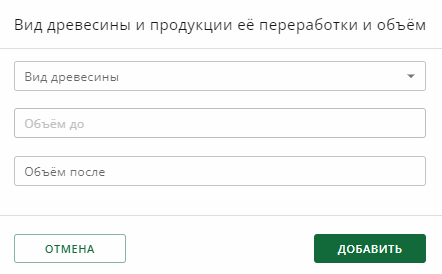 Вид древесины и продукции её переработки и объём
Вид древесины
Объём до
Объём после
ОТМЕНА
ДОБАВИТЬ